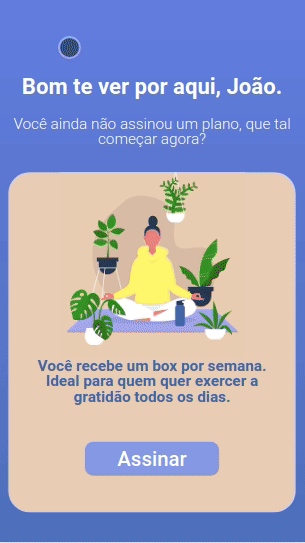 Bom te ver por aqui, João.
Você ainda não assinou um plano, que tal
começar agora?
Você recebe um box por semana.
Ideal para quem quer exercer a
gratidão todos os dias.
Assinar